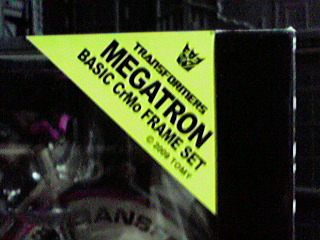 TRANSFORMERS
MEGATRON
BASIC CrMo FRAME SET
© 2009 TOMY